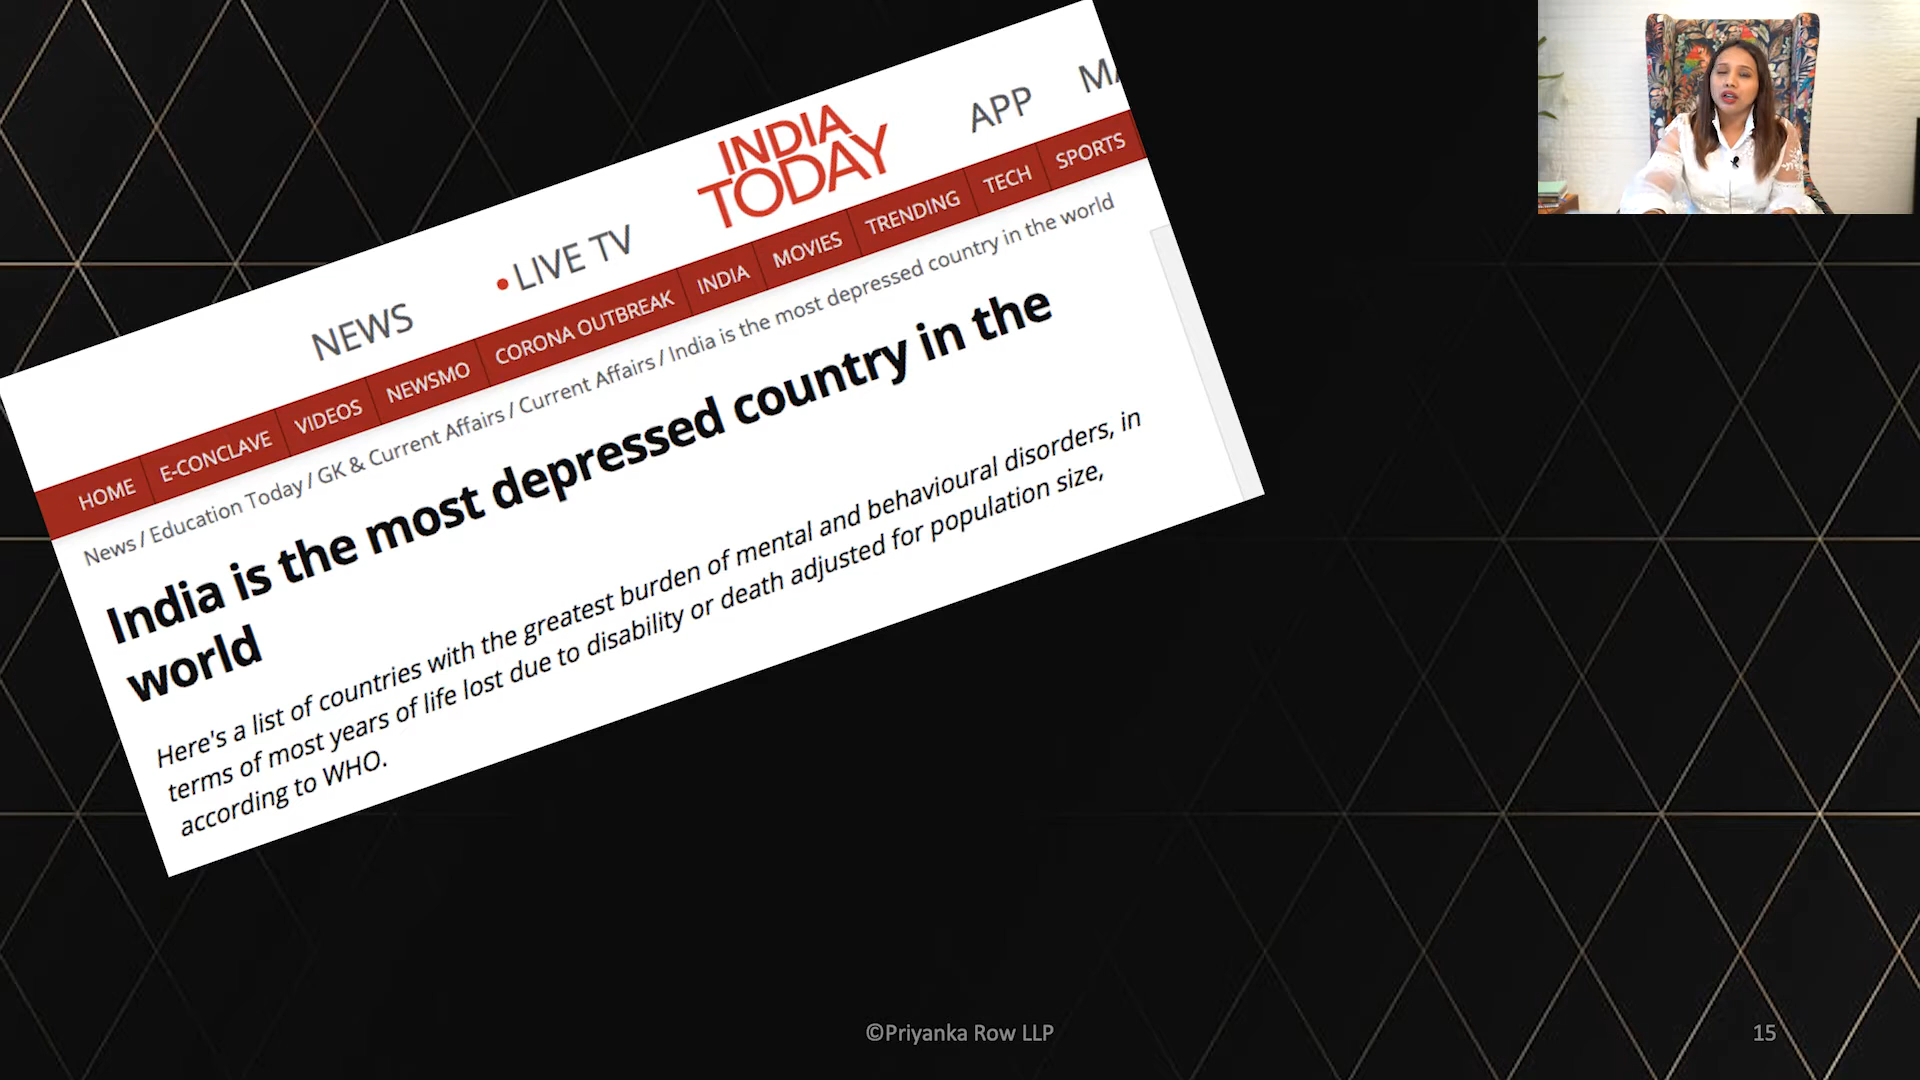 INDIA
TODAY
NEWS
LIVE TV
APP
HOME
E-CONCLAVE
VIDEOS
NEWSMO
CORONA OUTBREAK
INDIA
MOVIES
TRENDING
TECH
SPORTS
News / Education Today / GK & Current Affairs / Current Affairs / India is the most depressed country in the world
India is the most depressed country in the
world
Here's a list of countries with the greatest burden of mental and behavioural disorders, in
terms of most years of life lost due to disability or death adjusted for population size,
according to WHO.
©Priyanka Row LLP
15